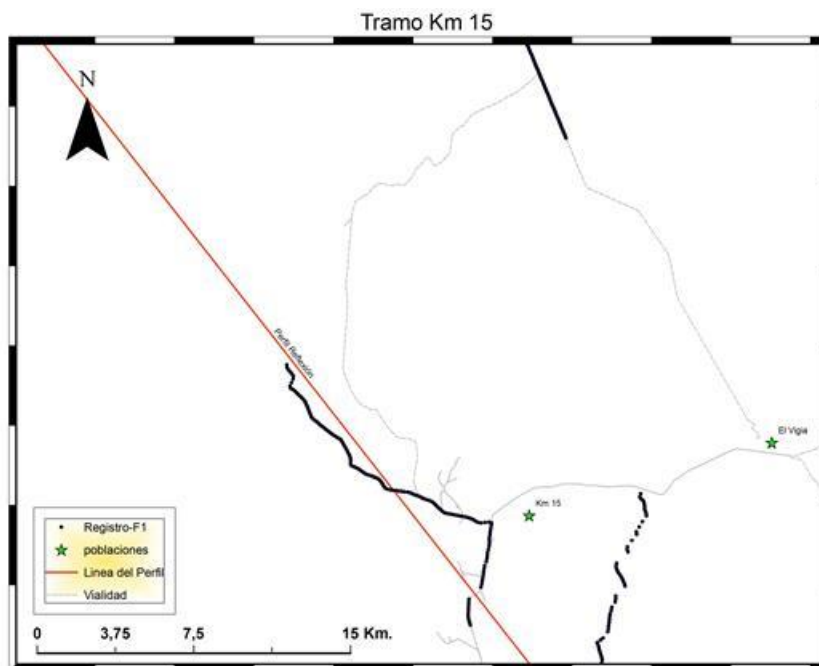 Tramo Km 15
N
Perfil Reflexión
El Vigia
Km 15
Registro-F1
poblaciones
Linea del Perfil
Vialidad
0 3,75 7,5 15 Km.